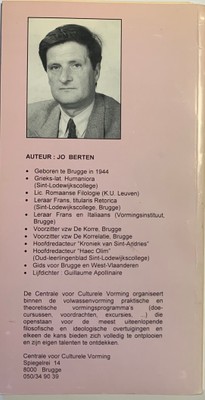 AUTEUR : JO BERTEN
• Geboren te Brugge in 1944
• Grieks-lat. Humaniora
(Sint-Lodewijkscollege)
• Lic. Romaanse Filologie (K.U. Leuven)
• Leraar Frans, titularis Retorica
(Sint-Lodewijkscollege, Brugge)
• Leraar Frans en Italiaans (Vormingsinstituut,
Brugge)
• Voorzitter vzw De Korre, Brugge
• Voorzitter vzw De Korrelatie, Brugge
• Hoofdredacteur "Kroniek van Sint-Andries"
• Hoofdredacteur "Haec Olim"
(Oud-leerlingenblad Sint-Lodewijkscollege)
• Gids voor Brugge en West-Vlaanderen
• Lijfdichter : Guillaume Apollinaire
De Centrale voor Culturele Vorming organiseert
binnen de volwassenvorming praktische en
theoretische vormingsprogramma's (doe-
cursussen, voordrachten, excursies, ...) die
openstaan voor de meest uiteenlopende
filosofische en ideologische overtuigingen en
elkeen de kans bieden zich volledig te ontplooien
en zijn eigen talenten te ontdekken.
Centrale voor Culturele Vorming
Spiegelrei 14
8000 Brugge
050/34 90 39